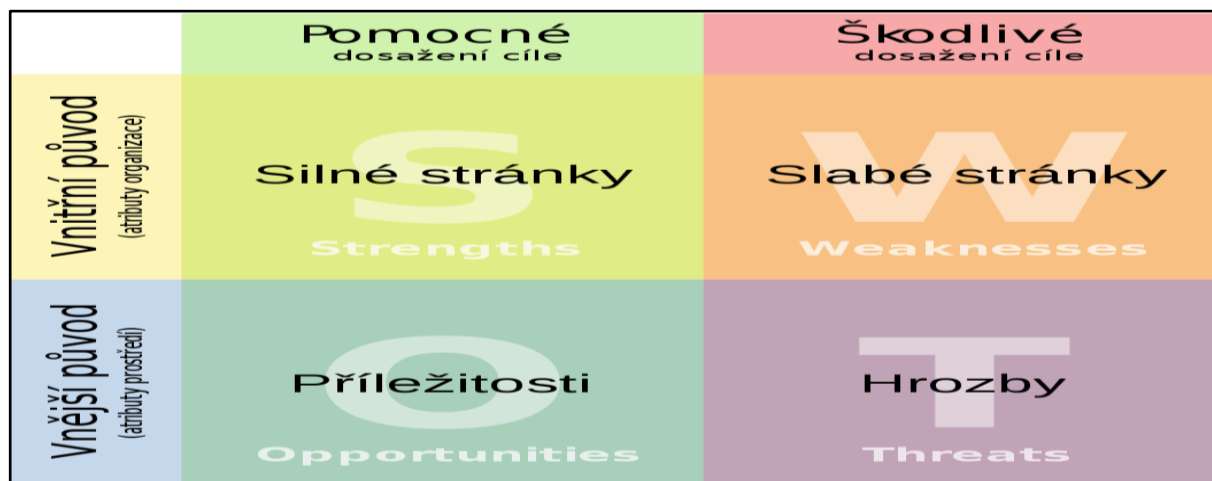 Pomocné
dosažení cíle
Škodlivé
dosažení cíle
Vnitřní původ
(atributy organizace)
Silné stránky
S
Strengths
Slabé stránky
W
Weaknesses
Vnější původ
(atributy prostředí)
Příležitosti
O
Opportunities
Hrozby
T
Threats